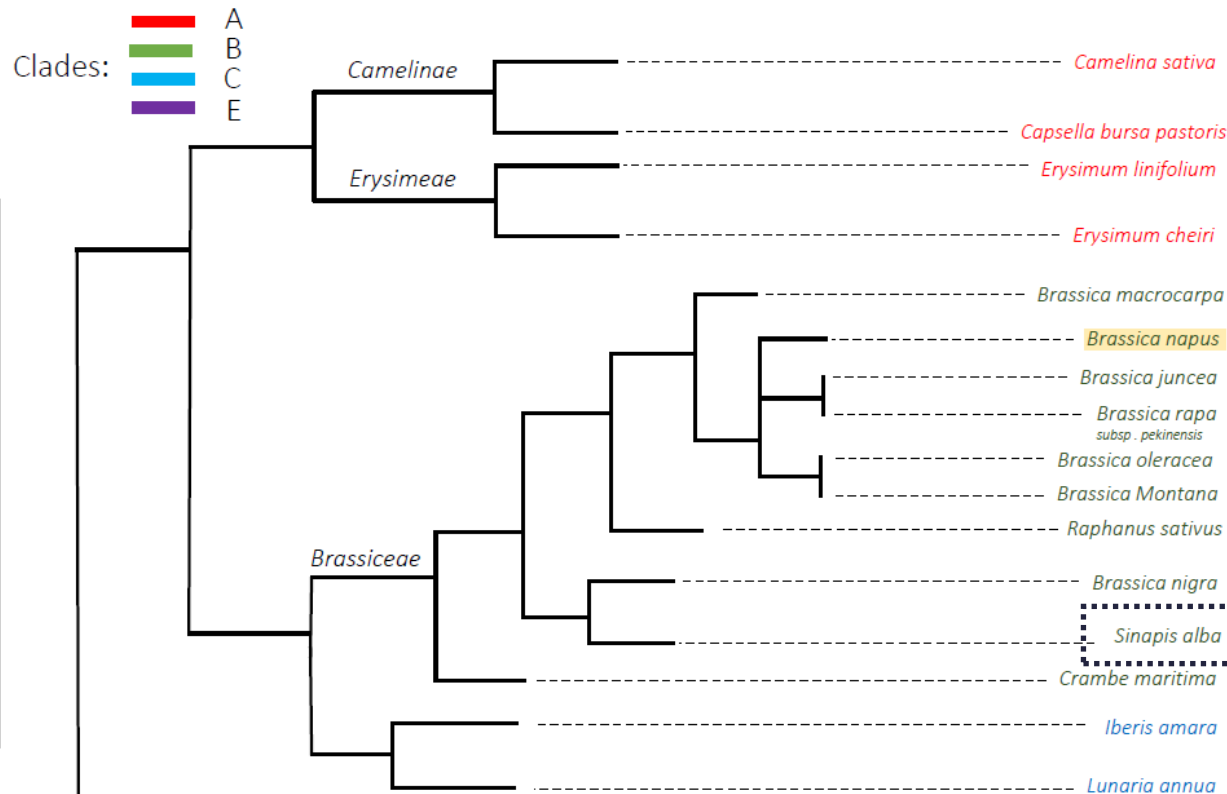 Clades:
A
B
C
E
Camelinae
Camelina sativa
Capsella bursa pastoris
Erysimeae
Erysimum linifolium
Erysimum cheiri
Brassica macrocarpa
Brassica napus
Brassica juncea
Brassica rapa
subsp . pekinensis
Brassica oleracea
Brassica Montana
Raphanus sativus
Brassiceae
Brassica nigra
Sinapis alba
Crambe maritima
Iberis amara
Lunaria annua